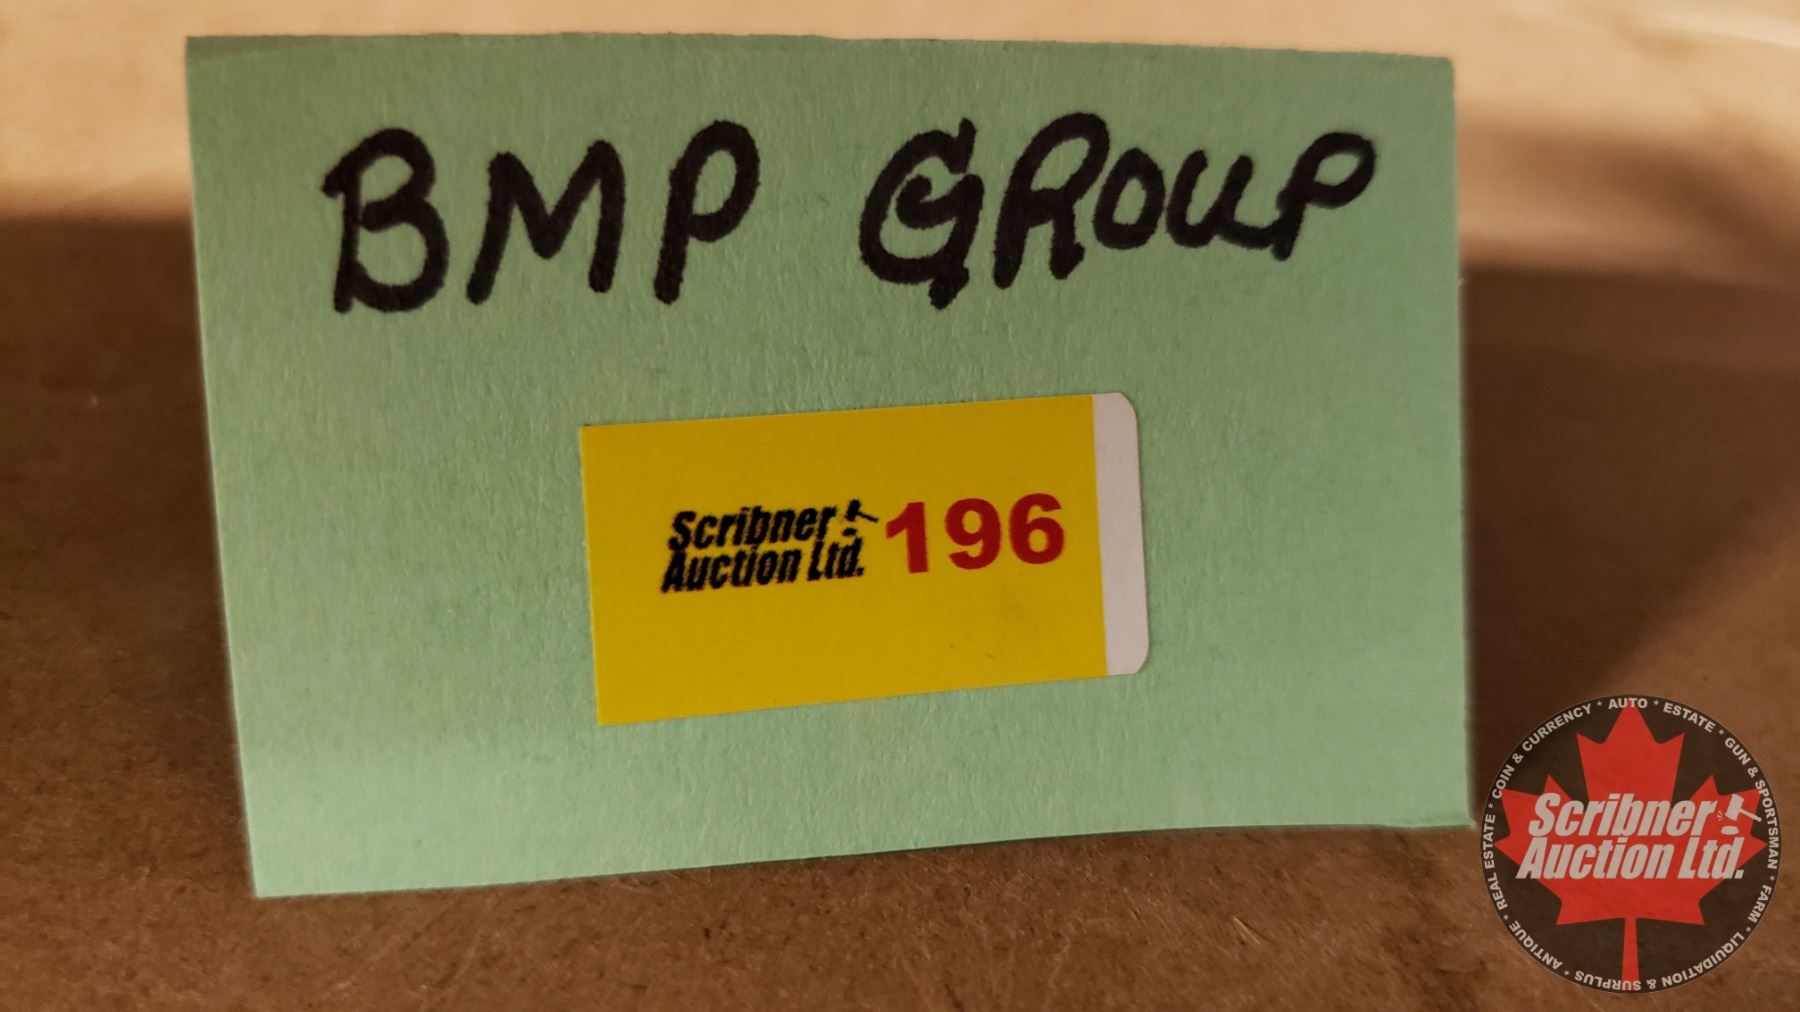 BMP GROUP
Scribner
Auction Ltd.
196
COIN & CURRENCY * AUTO * ESTATE * GUN & SPORTSMAN * FARM * LIQUIDATION & SURPLUS * ANTIQUE * REAL ESTATE *
Scribner
Auction Ltd.